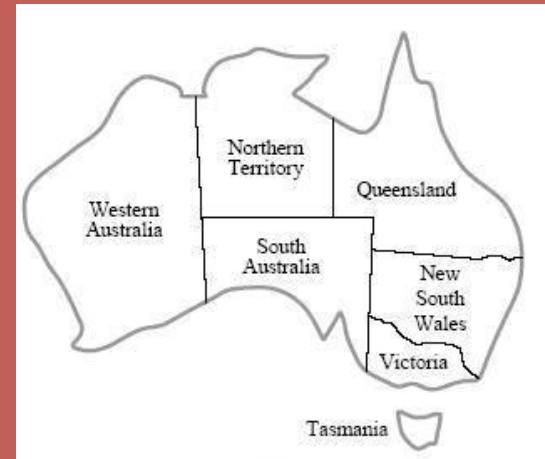 Northern
Territory
Queensland
Western
Australia
South
Australia
New
South
Wales
Victoria
Tasmania